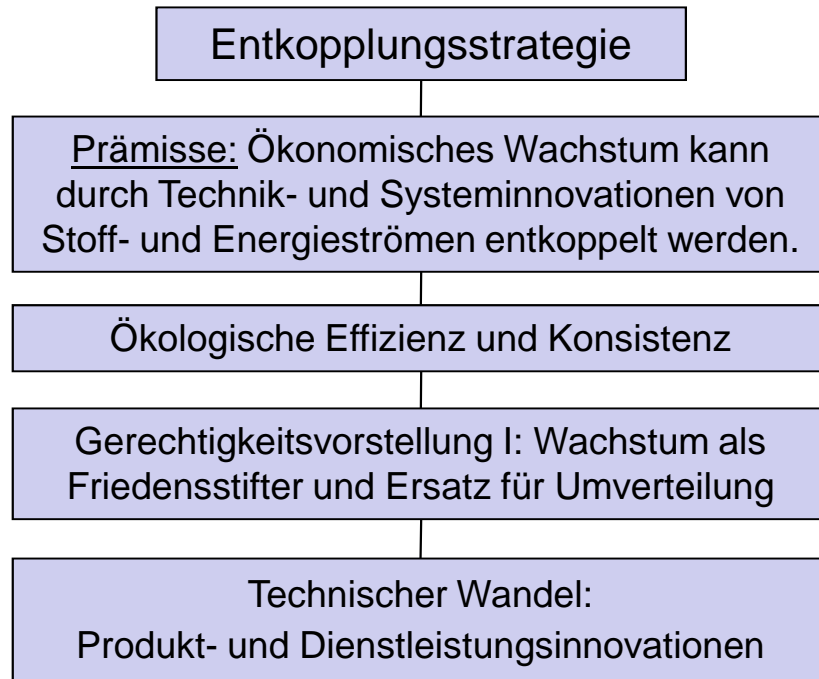 Entkopplungsstrategie
Prämisse: Ökonomisches Wachstum kann
durch Technik- und Systeminnovationen von
Stoff- und Energieströmen entkoppelt werden.
Ökologische Effizienz und Konsistenz
Gerechtigkeitsvorstellung I: Wachstum als
Friedensstifter und Ersatz für Umverteilung
Technischer Wandel:
Produkt- und Dienstleistungsinnovationen